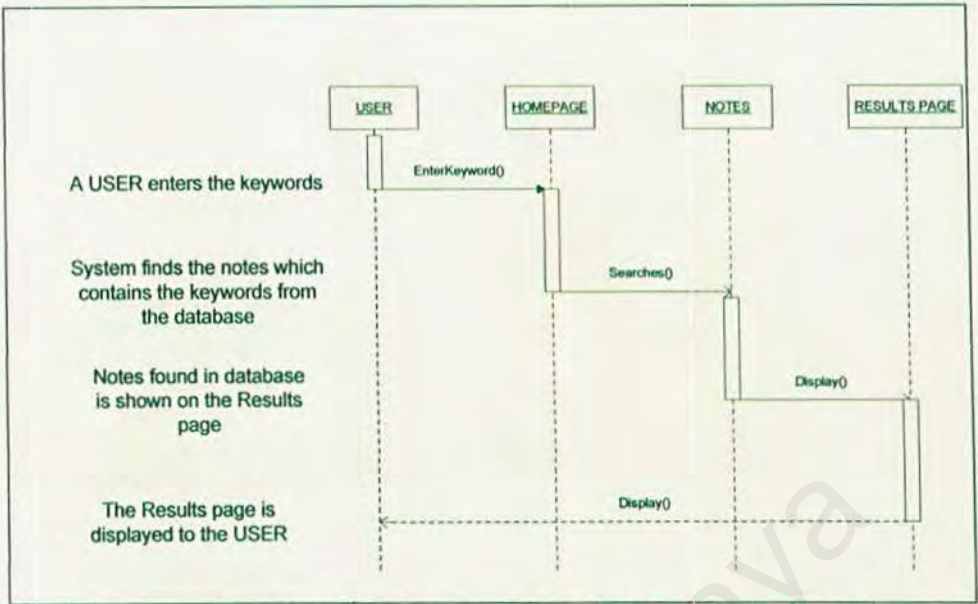 USER
HOMEPAGE
NOTES
RESULTS PAGE
A USER enters the keywords
EnterKeyword()
System finds the notes which
contains the keywords from
the database
Searches()
Notes found in database
is shown on the Results
page
Display()
The Results page is
displayed to the USER
Display()